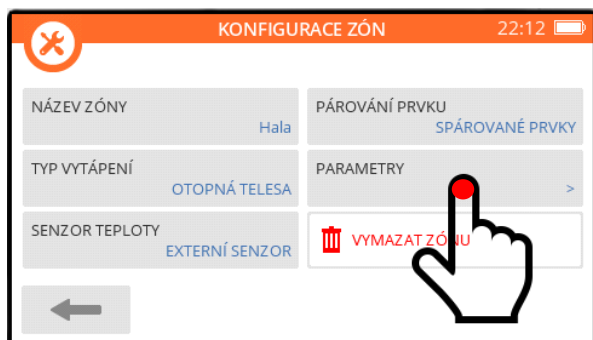 KONFIGURACE ZÓN 22:12
NÁZEV ZÓNY
Hala
PÁROVÁNÍ PRVKU
SPÁROVANÉ PRVKY
TYP VYTÁPENÍ
OTOPNÁ TELESA
PARAMETRY
>
SENZOR TEPLOTY
EXTERNÍ SENZOR
VYMAZAT ZÓNU